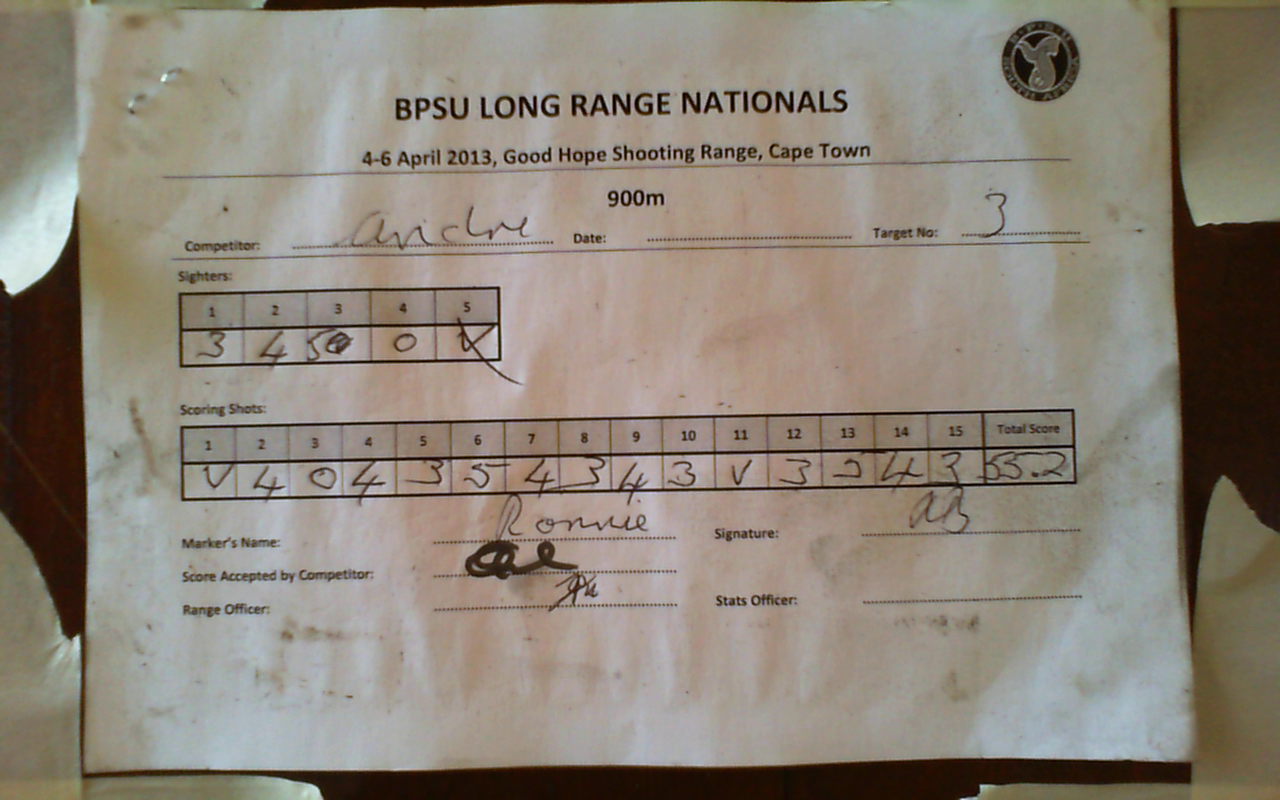 BPSU LONG RANGE NATIONALS
4-6 April 2013, Good Hope Shooting Range, Cape Town
900m
Competitor: Andre Date: Target No: 3
Sighters:
1 2 3 4 5
3 4 5 0 V
Scoring Shots:
1 2 3 4 5 6 7 8 9 10 11 12 13 14 15 Total Score
V 4 0 4 3 5 4 3 4 3 V 3 5 4 3 55.2
Marker's Name: Ronnie Signature: AB
Score Accepted by Competitor:
Range Officer: Stats Officer: